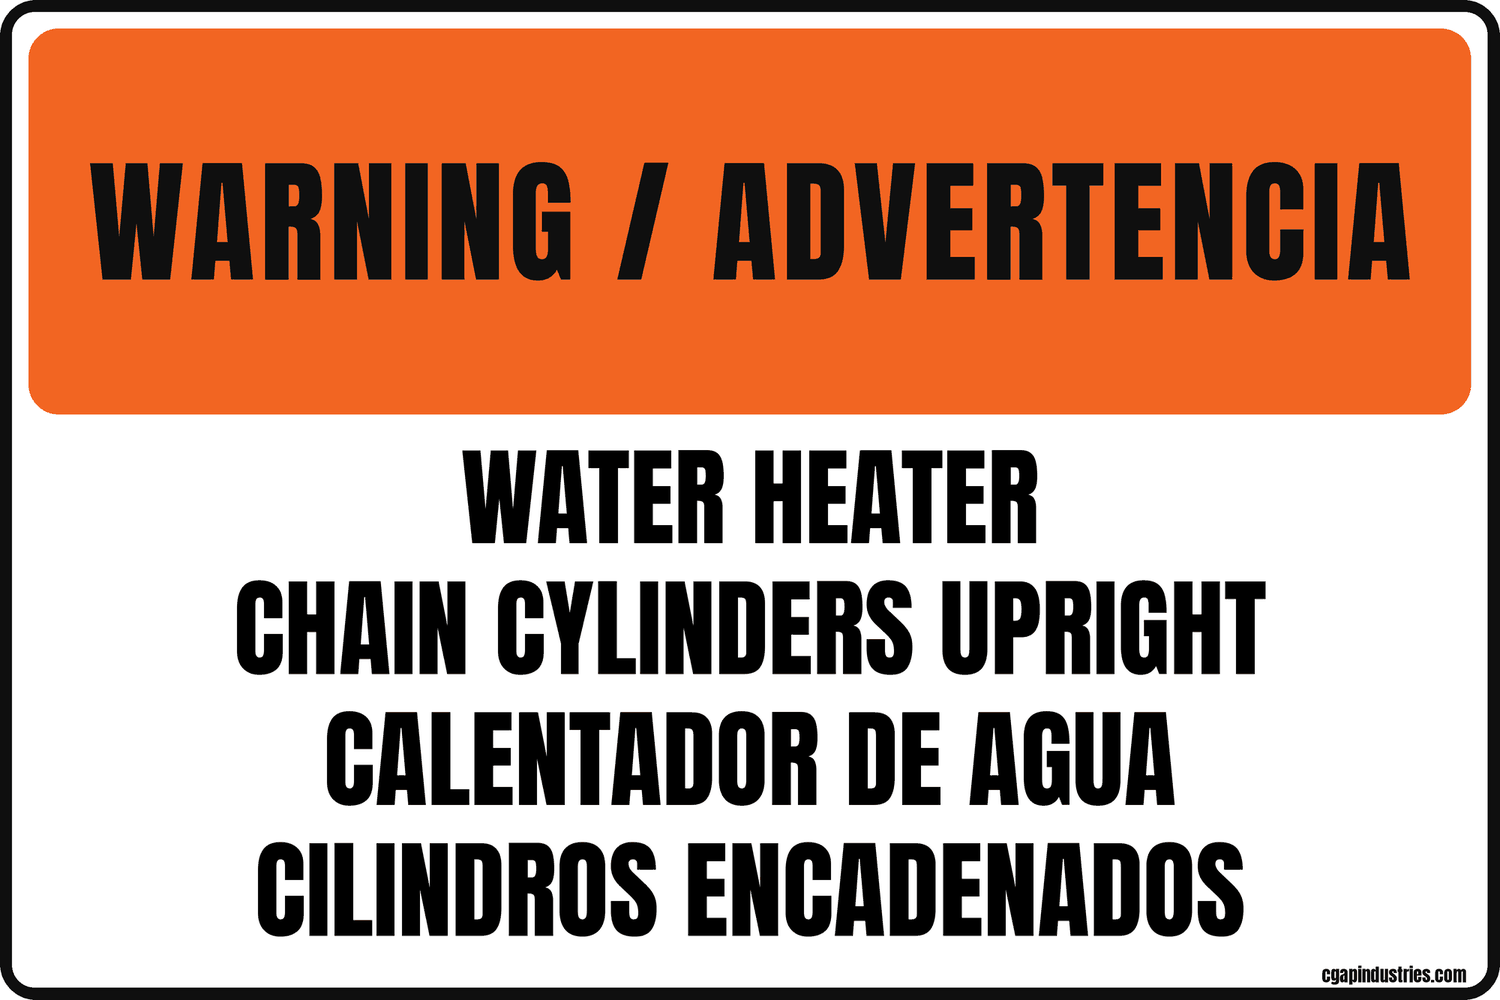 WARNING / ADVERTENCIA
WATER HEATER
CHAIN CYLINDERS UPRIGHT
CALENTADOR DE AGUA
CILINDROS ENCADENADOS
cgapindustries.com